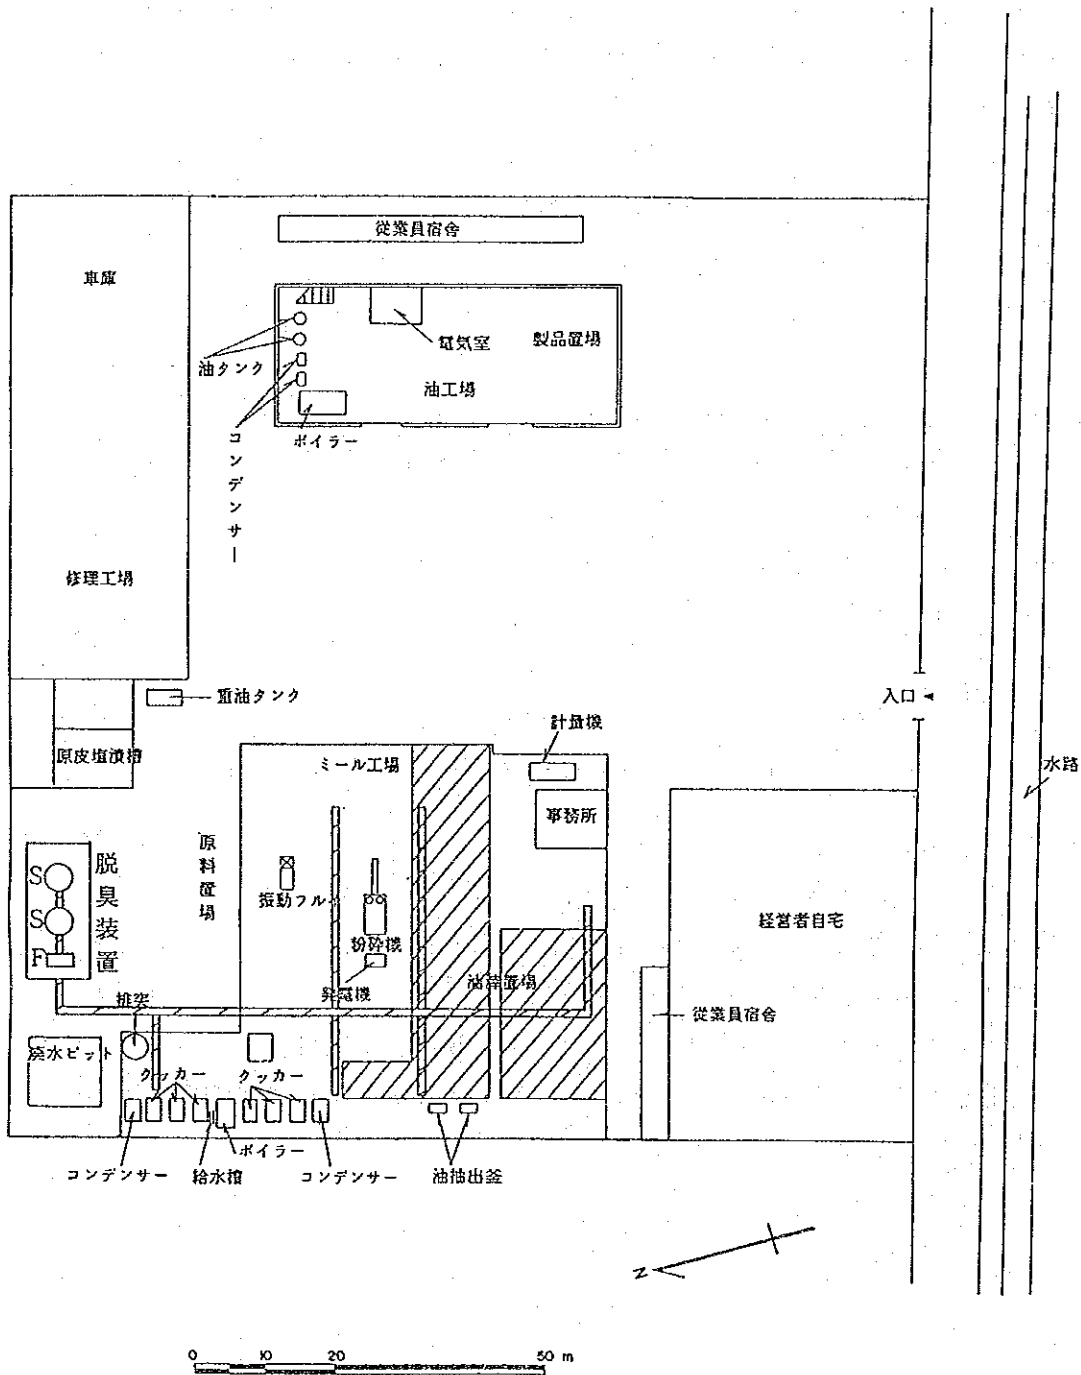 従業員宿舎
車庫
電気室
製品置場
油タンク
油工場
ボイラー
コンデンサー
修理工場
重油タンク
入口
計量機
原皮塩漬槽
ミール工場
水路
事務所
原料置場
脱臭装置
S
S
F
振動フルイ
粉砕機
経営者自宅
発電機
油滓置場
排突
従業員宿舎
廃水ピット
クッカー
クッカー
ボイラー
コンデンサー
給水槽
コンデンサー
油抽出釜
N
0 10 20 50 m